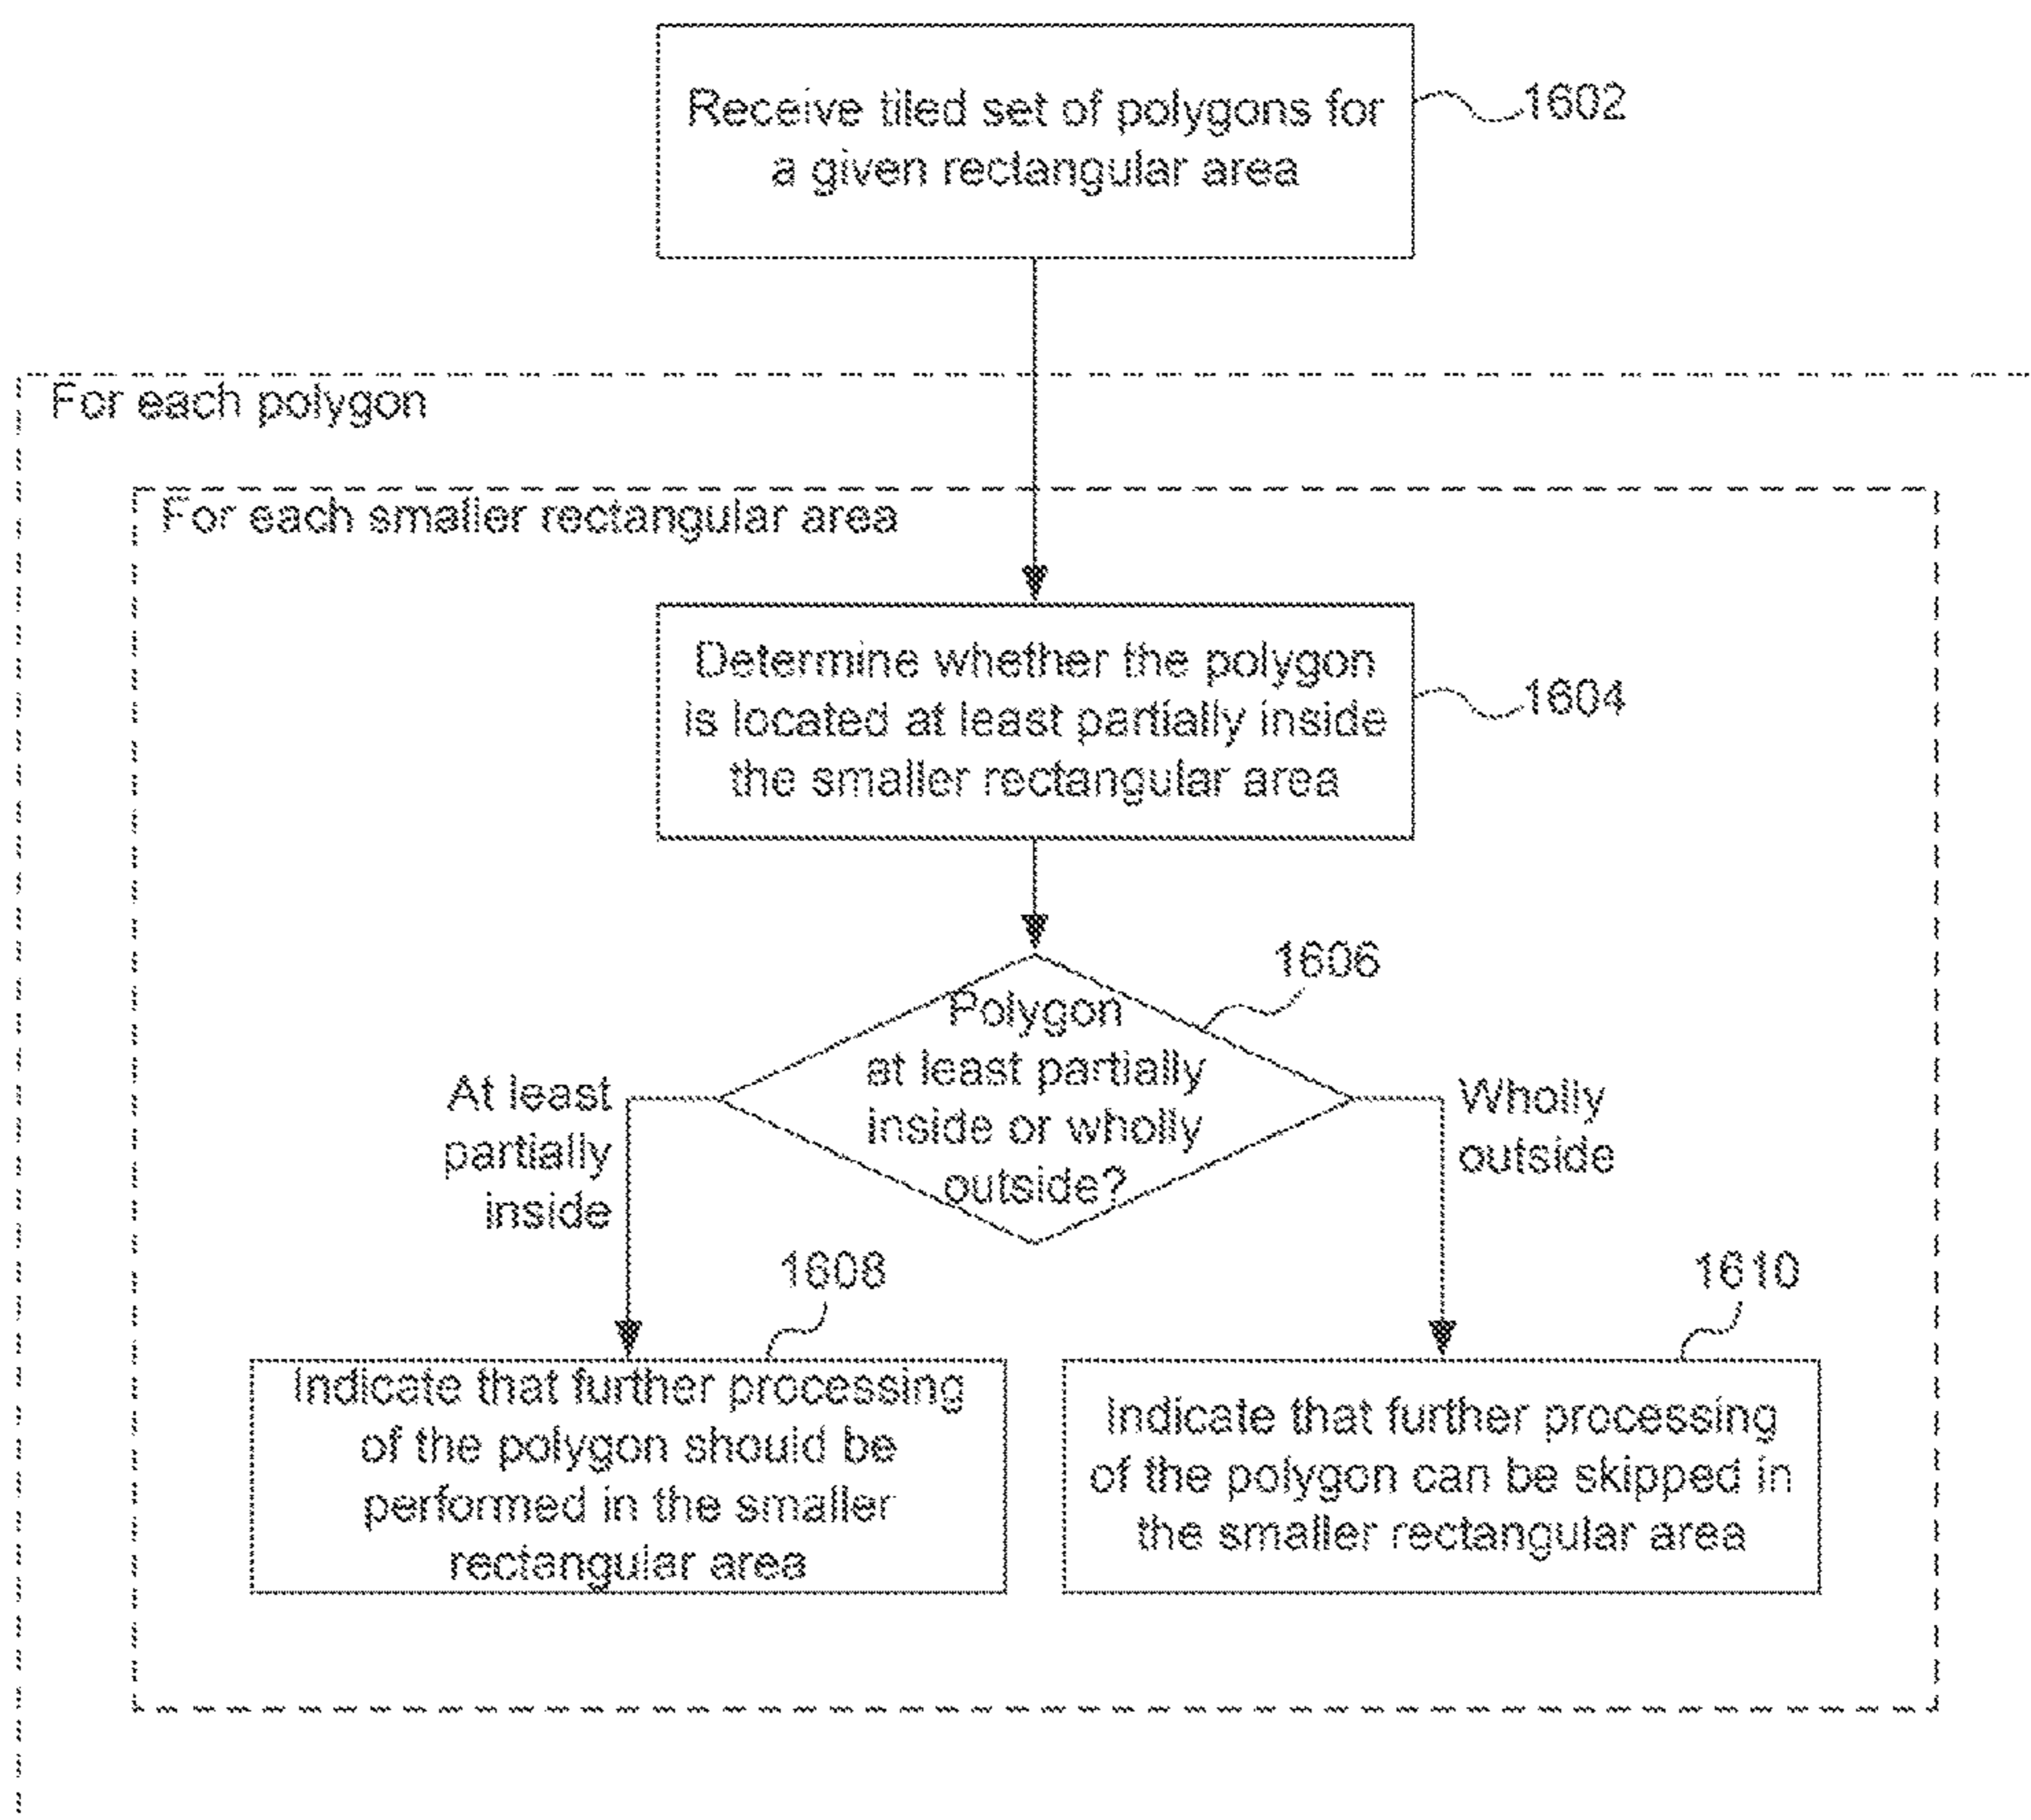 Receive tiled set of polygons for
a given rectangular area
1602
For each polygon
For each smaller rectangular area
Determine whether the polygon
is located at least partially inside
the smaller rectangular area
1604
1606
Polygon
at least partially
inside or wholly
outside?
At least
partially
inside
Wholly
outside
1608
1610
Indicate that further processing
of the polygon should be
performed in the smaller
rectangular area
Indicate that further processing
of the polygon can be skipped in
the smaller rectangular area